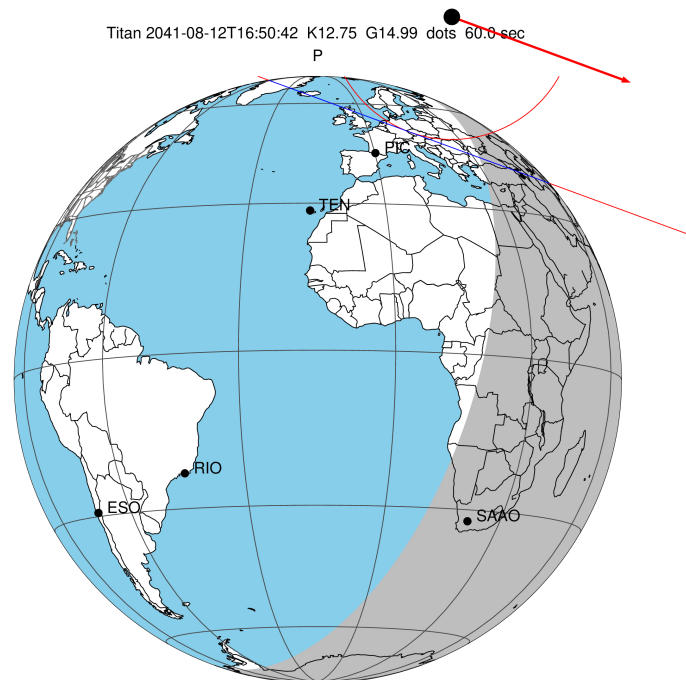 Titan 2041-08-12T16:50:42 K12.75 G14.99 dots 60.0 sec
P
PIC
TEN
RIO
ESO
SAAO